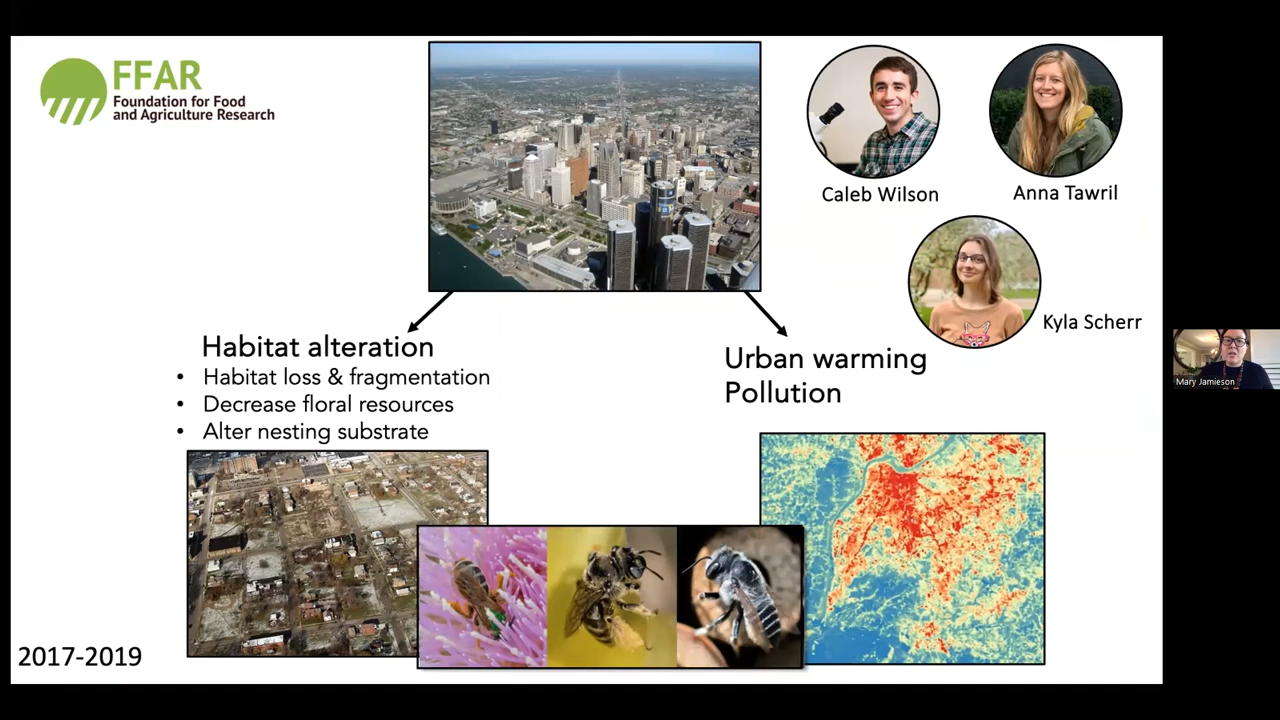 FFAR
Foundation for Food
and Agriculture Research
Caleb Wilson
Anna Tawril
Kyla Scherr
Habitat alteration
• Habitat loss & fragmentation
• Decrease floral resources
• Alter nesting substrate
Urban warming
Pollution
2017-2019
Mary Jamieson